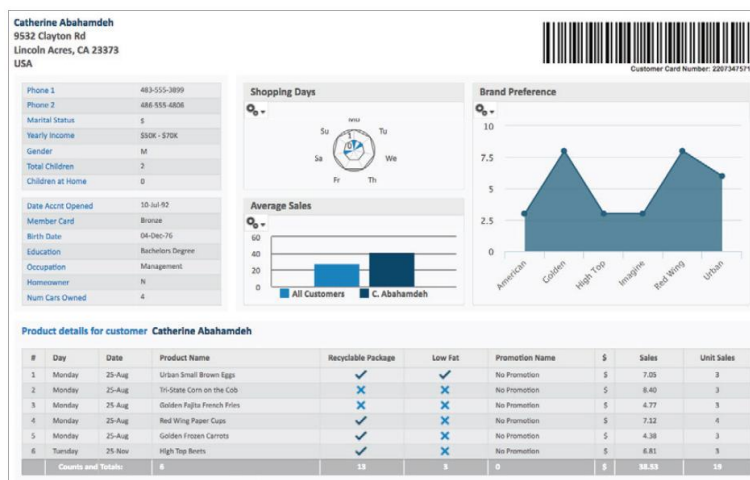 Catherine Abahamdeh
9532 Clayton Rd
Lincoln Acres, CA 23373
USA
Customer Card Number: 2207347571
Phone 1 483-555-3899
Phone 2 486-555-4806
Marital Status S
Yearly Income $50K - $70K
Gender M
Total Children 2
Children at Home 0
Date Accnt Opened 10-Jul-92
Member Card Bronze
Birth Date 04-Dec-76
Education Bachelors Degree
Occupation Management
Homeowner N
Num Cars Owned 4
Shopping Days
Mo
Su Tu
1
0
Sa We
Fr Th
Average Sales
60
40
20
0
All Customers C. Abahamdeh
Brand Preference
10
7.5
5
2.5
0
American Golden High Top Imagine Red Wing Urban
Product details for customer Catherine Abahamdeh
# Day Date Product Name Recyclable Package Low Fat Promotion Name $ Sales Unit Sales
1 Monday 25-Aug Urban Small Brown Eggs No Promotion $ 7.05 3
2 Monday 25-Aug Tri-State Corn on the Cob No Promotion $ 8.40 3
3 Monday 25-Aug Golden Fajita French Fries No Promotion $ 4.77 3
4 Monday 25-Aug Red Wing Paper Cups No Promotion $ 7.12 4
5 Monday 25-Aug Golden Frozen Carrots No Promotion $ 4.38 3
6 Tuesday 25-Nov High Top Beets No Promotion $ 6.81 3
Counts and Totals: 6 13 3 0 $ 38.53 19